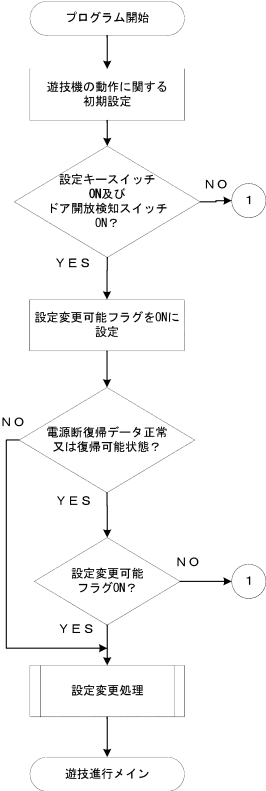 プログラム開始
遊技機の動作に関する
初期設定
設定キースイッチ
ON及び
ドア開放検知スイッチ
ON？
NO
1
YES
設定変更可能フラグをONに
設定
NO
電源断復帰データ正常
又は復帰可能状態？
YES
設定変更可能
フラグON？
NO
1
YES
設定変更処理
遊技進行メイン